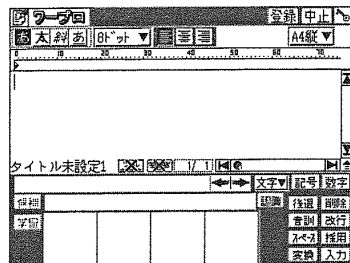 ワープロ 登録 中止
あ 太 斜 あ 8ドット ▼ A4縦 ▼
0 10 20 30 40 50 60 70
タイトル未設定1 1/ 1
文字▼ 記号 数字
候補 認識 後退 削除
学習 音訓 改行
スペース 採用
変換 入力